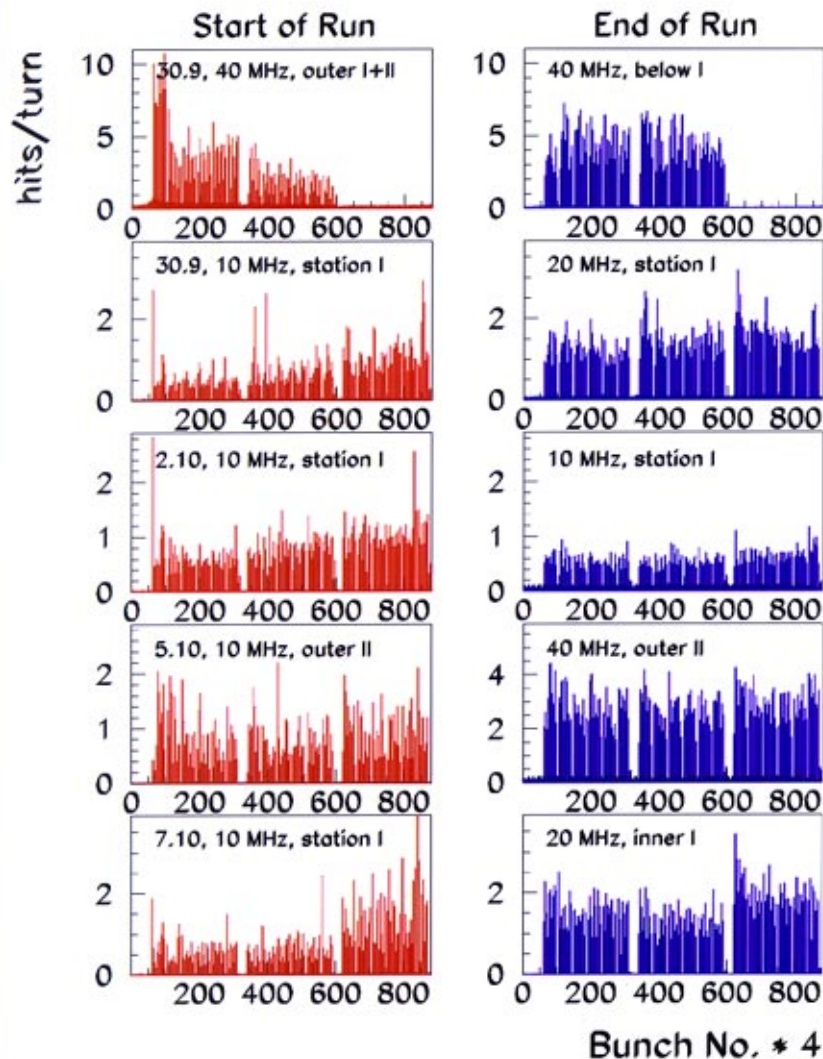 Start of Run
End of Run
hits/turn
10
5
0
30.9, 40 MHz, outer I+II
200 400 600 800
10
5
0
40 MHz, below I
0 200 400 600 800
2
0
30.9, 10 MHz, station I
200 400 600 800
2
0
20 MHz, station I
0 200 400 600 800
2
1
0
2.10, 10 MHz, station I
200 400 600 800
2
1
0
10 MHz, station I
0 200 400 600 800
2
1
0
5.10, 10 MHz, outer II
200 400 600 800
4
2
0
40 MHz, outer II
0 200 400 600 800
2
0
7.10, 10 MHz, station I
200 400 600 800
2
0
20 MHz, inner I
0 200 400 600 800
Bunch No. * 4